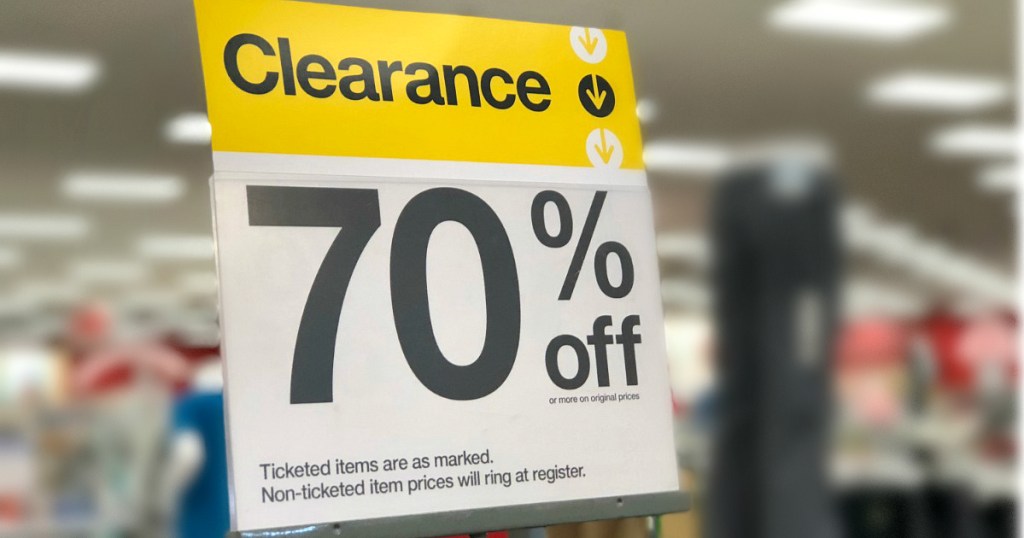 Clearance
70%
off
or more on original prices
Ticketed items are as marked.
Non-ticketed item prices will ring at register.